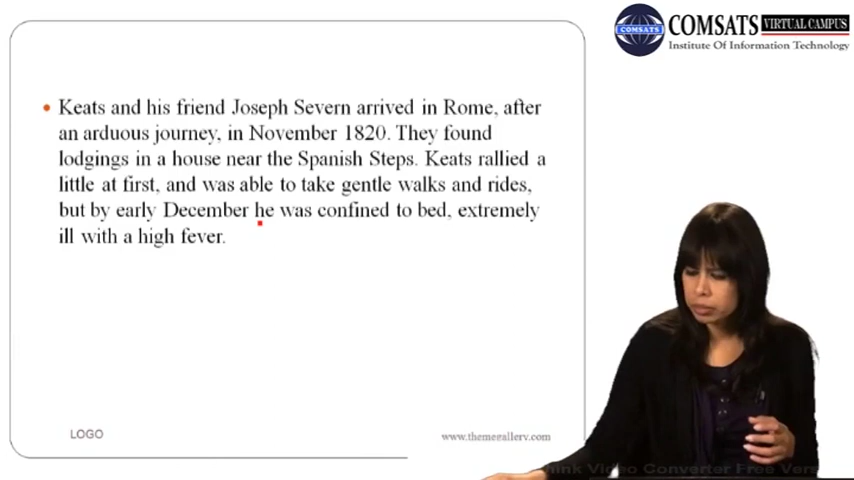 COMSATS VIRTUAL CAMPUS
COMSATS
Institute Of Information Technology
Keats and his friend Joseph Severn arrived in Rome, after
an arduous journey, in November 1820. They found
lodgings in a house near the Spanish Steps. Keats rallied a
little at first, and was able to take gentle walks and rides,
but by early December he was confined to bed, extremely
ill with a high fever.
LOGO
www.themegallery.com
hink Video Converter Free Vers